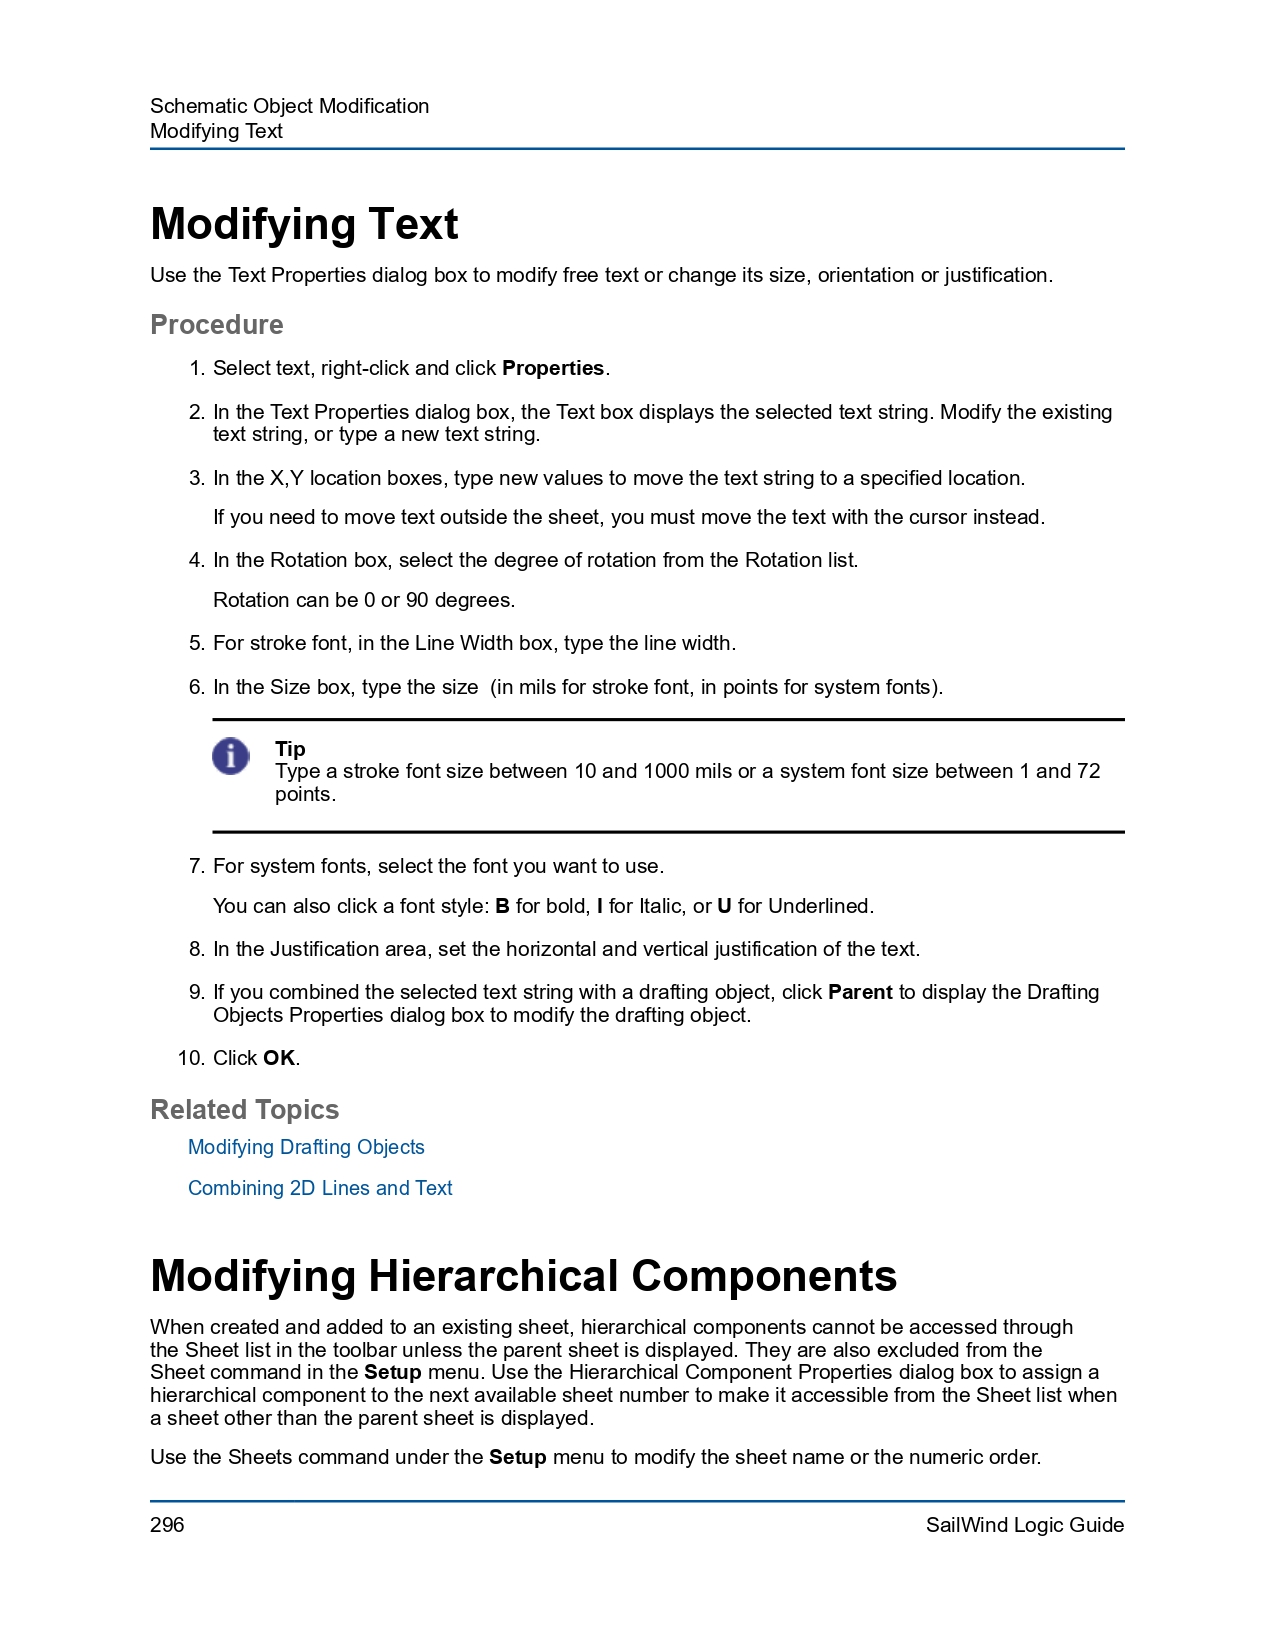 Schematic Object Modification
Modifying Text
Modifying Text
Use the Text Properties dialog box to modify free text or change its size, orientation or justification.
Procedure
1. Select text, right-click and click Properties.
2. In the Text Properties dialog box, the Text box displays the selected text string. Modify the existing
text string, or type a new text string.
3. In the X,Y location boxes, type new values to move the text string to a specified location.
If you need to move text outside the sheet, you must move the text with the cursor instead.
4. In the Rotation box, select the degree of rotation from the Rotation list.
Rotation can be 0 or 90 degrees.
5. For stroke font, in the Line Width box, type the line width.
6. In the Size box, type the size  (in mils for stroke font, in points for system fonts).
i
Tip
Type a stroke font size between 10 and 1000 mils or a system font size between 1 and 72
points.
7. For system fonts, select the font you want to use.
You can also click a font style: B for bold, I for Italic, or U for Underlined.
8. In the Justification area, set the horizontal and vertical justification of the text.
9. If you combined the selected text string with a drafting object, click Parent to display the Drafting
Objects Properties dialog box to modify the drafting object.
10. Click OK.
Related Topics
Modifying Drafting Objects
Combining 2D Lines and Text
Modifying Hierarchical Components
When created and added to an existing sheet, hierarchical components cannot be accessed through
the Sheet list in the toolbar unless the parent sheet is displayed. They are also excluded from the
Sheet command in the Setup menu. Use the Hierarchical Component Properties dialog box to assign a
hierarchical component to the next available sheet number to make it accessible from the Sheet list when
a sheet other than the parent sheet is displayed.
Use the Sheets command under the Setup menu to modify the sheet name or the numeric order.
296
SailWind Logic Guide